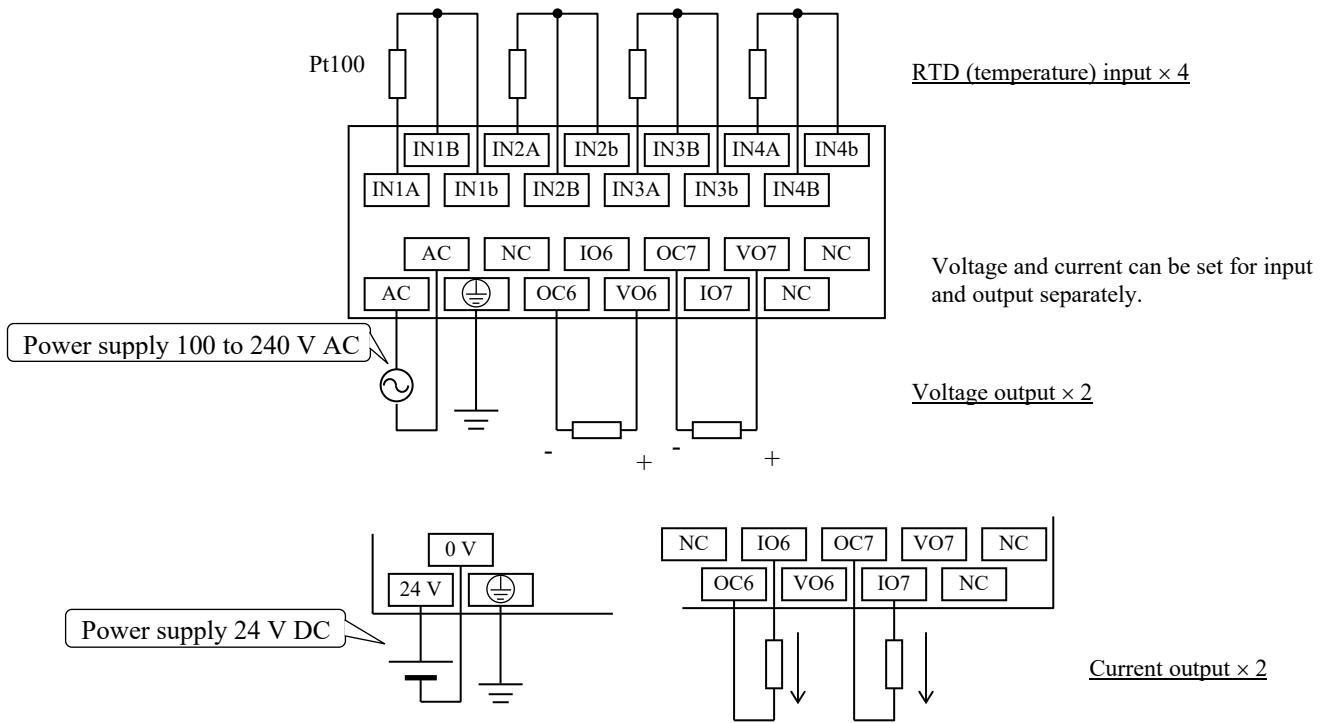 Pt100
RTD (temperature) input × 4
IN1B IN2A IN2b IN3B IN4A IN4b
IN1A IN1b IN2B IN3A IN3b IN4B
AC NC IO6 OC7 VO7 NC
AC OC6 VO6 IO7 NC
Voltage and current can be set for input
and output separately.
Power supply 100 to 240 V AC
Voltage output × 2
- + - +
0 V
24 V
Power supply 24 V DC
NC IO6 OC7 VO7 NC
OC6 VO6 IO7 NC
Current output × 2